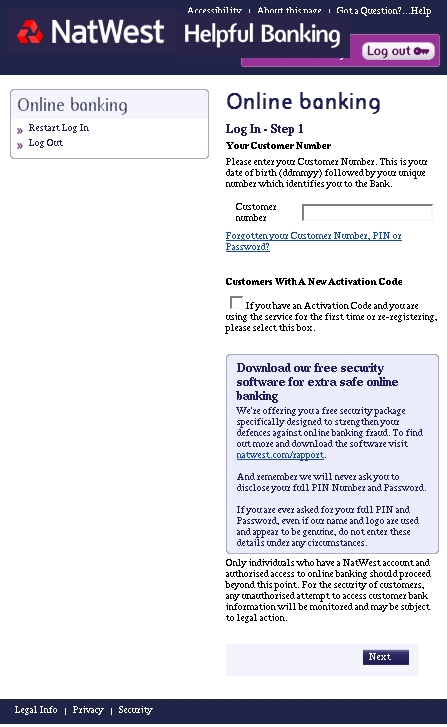 Accessibility | About this page | Got a Question?...Help
NatWest Helpful Banking
Log out
Online banking
Restart Log In
Log Out
Online banking
Log In - Step 1
Your Customer Number
Please enter your Customer Number. This is your
date of birth (ddmmyy) followed by your unique
number which identifies you to the Bank.
Customer
number
Forgotten your Customer Number, PIN or
Password?
Customers With A New Activation Code
If you have an Activation Code and you are
using the service for the first time or re-registering,
please select this box.
Download our free security
software for extra safe online
banking
We're offering you a free security package
specifically designed to strengthen your
defences against online banking fraud. To find
out more and download the software visit
natwest.com/rapport.
And remember we will never ask you to
disclose your full PIN Number and Password.
If you are ever asked for your full PIN and
Password, even if our name and logo are used
and appear to be genuine, do not enter these
details under any circumstances.
Only individuals who have a NatWest account and
authorised access to online banking should proceed
beyond this point. For the security of customers,
any unauthorised attempt to access customer bank
information will be monitored and may be subject
to legal action.
Next
Legal Info | Privacy | Security